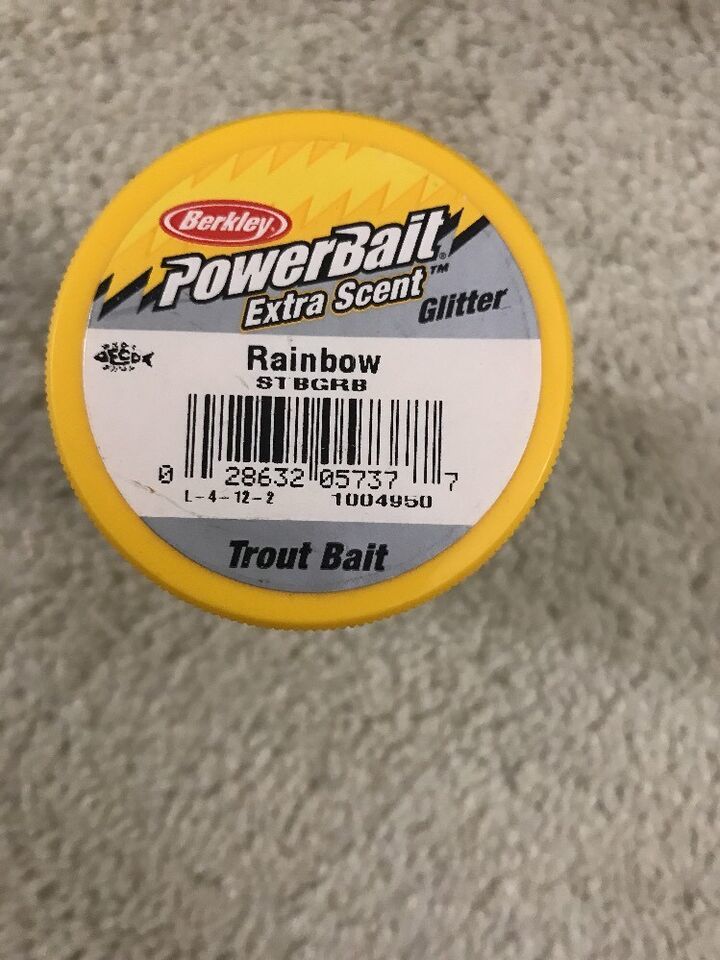 Berkley
PowerBait®
Extra Scent™
Glitter
Rainbow
STBGRB
0 28632 05737 7
L-4-12-2 1004950
Trout Bait